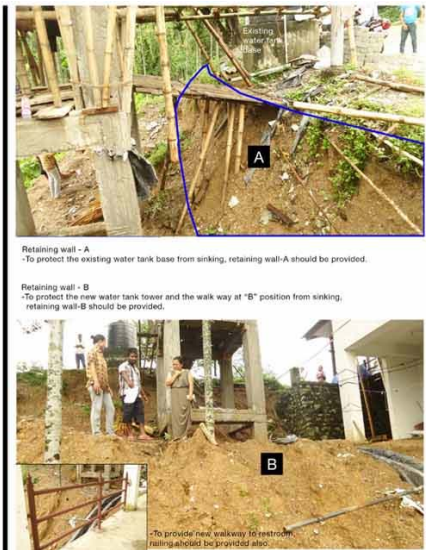 Existing
water tank
base
A
Retaining wall - A
-To protect the existing water tank base from sinking, retaining wall-A should be provided.
Retaining wall - B
-To protect the new water tank tower and the walk way at "B" position from sinking,
retaining wall-B should be provided.
B
-To provide new walkway to restroom,
railing should be provided also.